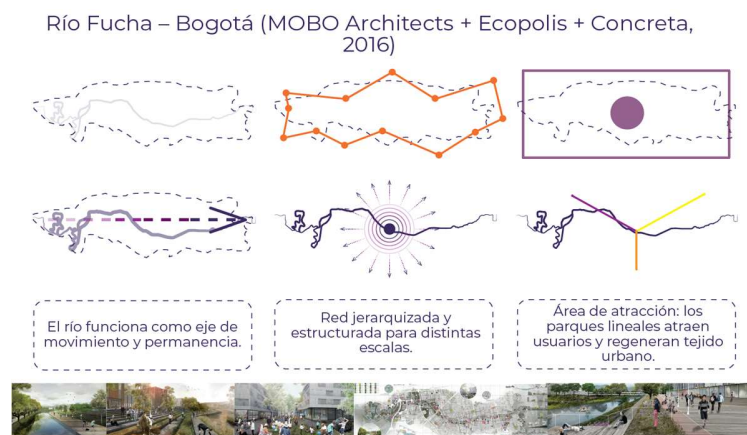 Río Fucha – Bogotá (MOBO Architects + Ecopolis + Concreta,
2016)
El río funciona como eje de
movimiento y permanencia.
Red jerarquizada y
estructurada para distintas
escalas.
Área de atracción: los
parques lineales atraen
usuarios y regeneran tejido
urbano.